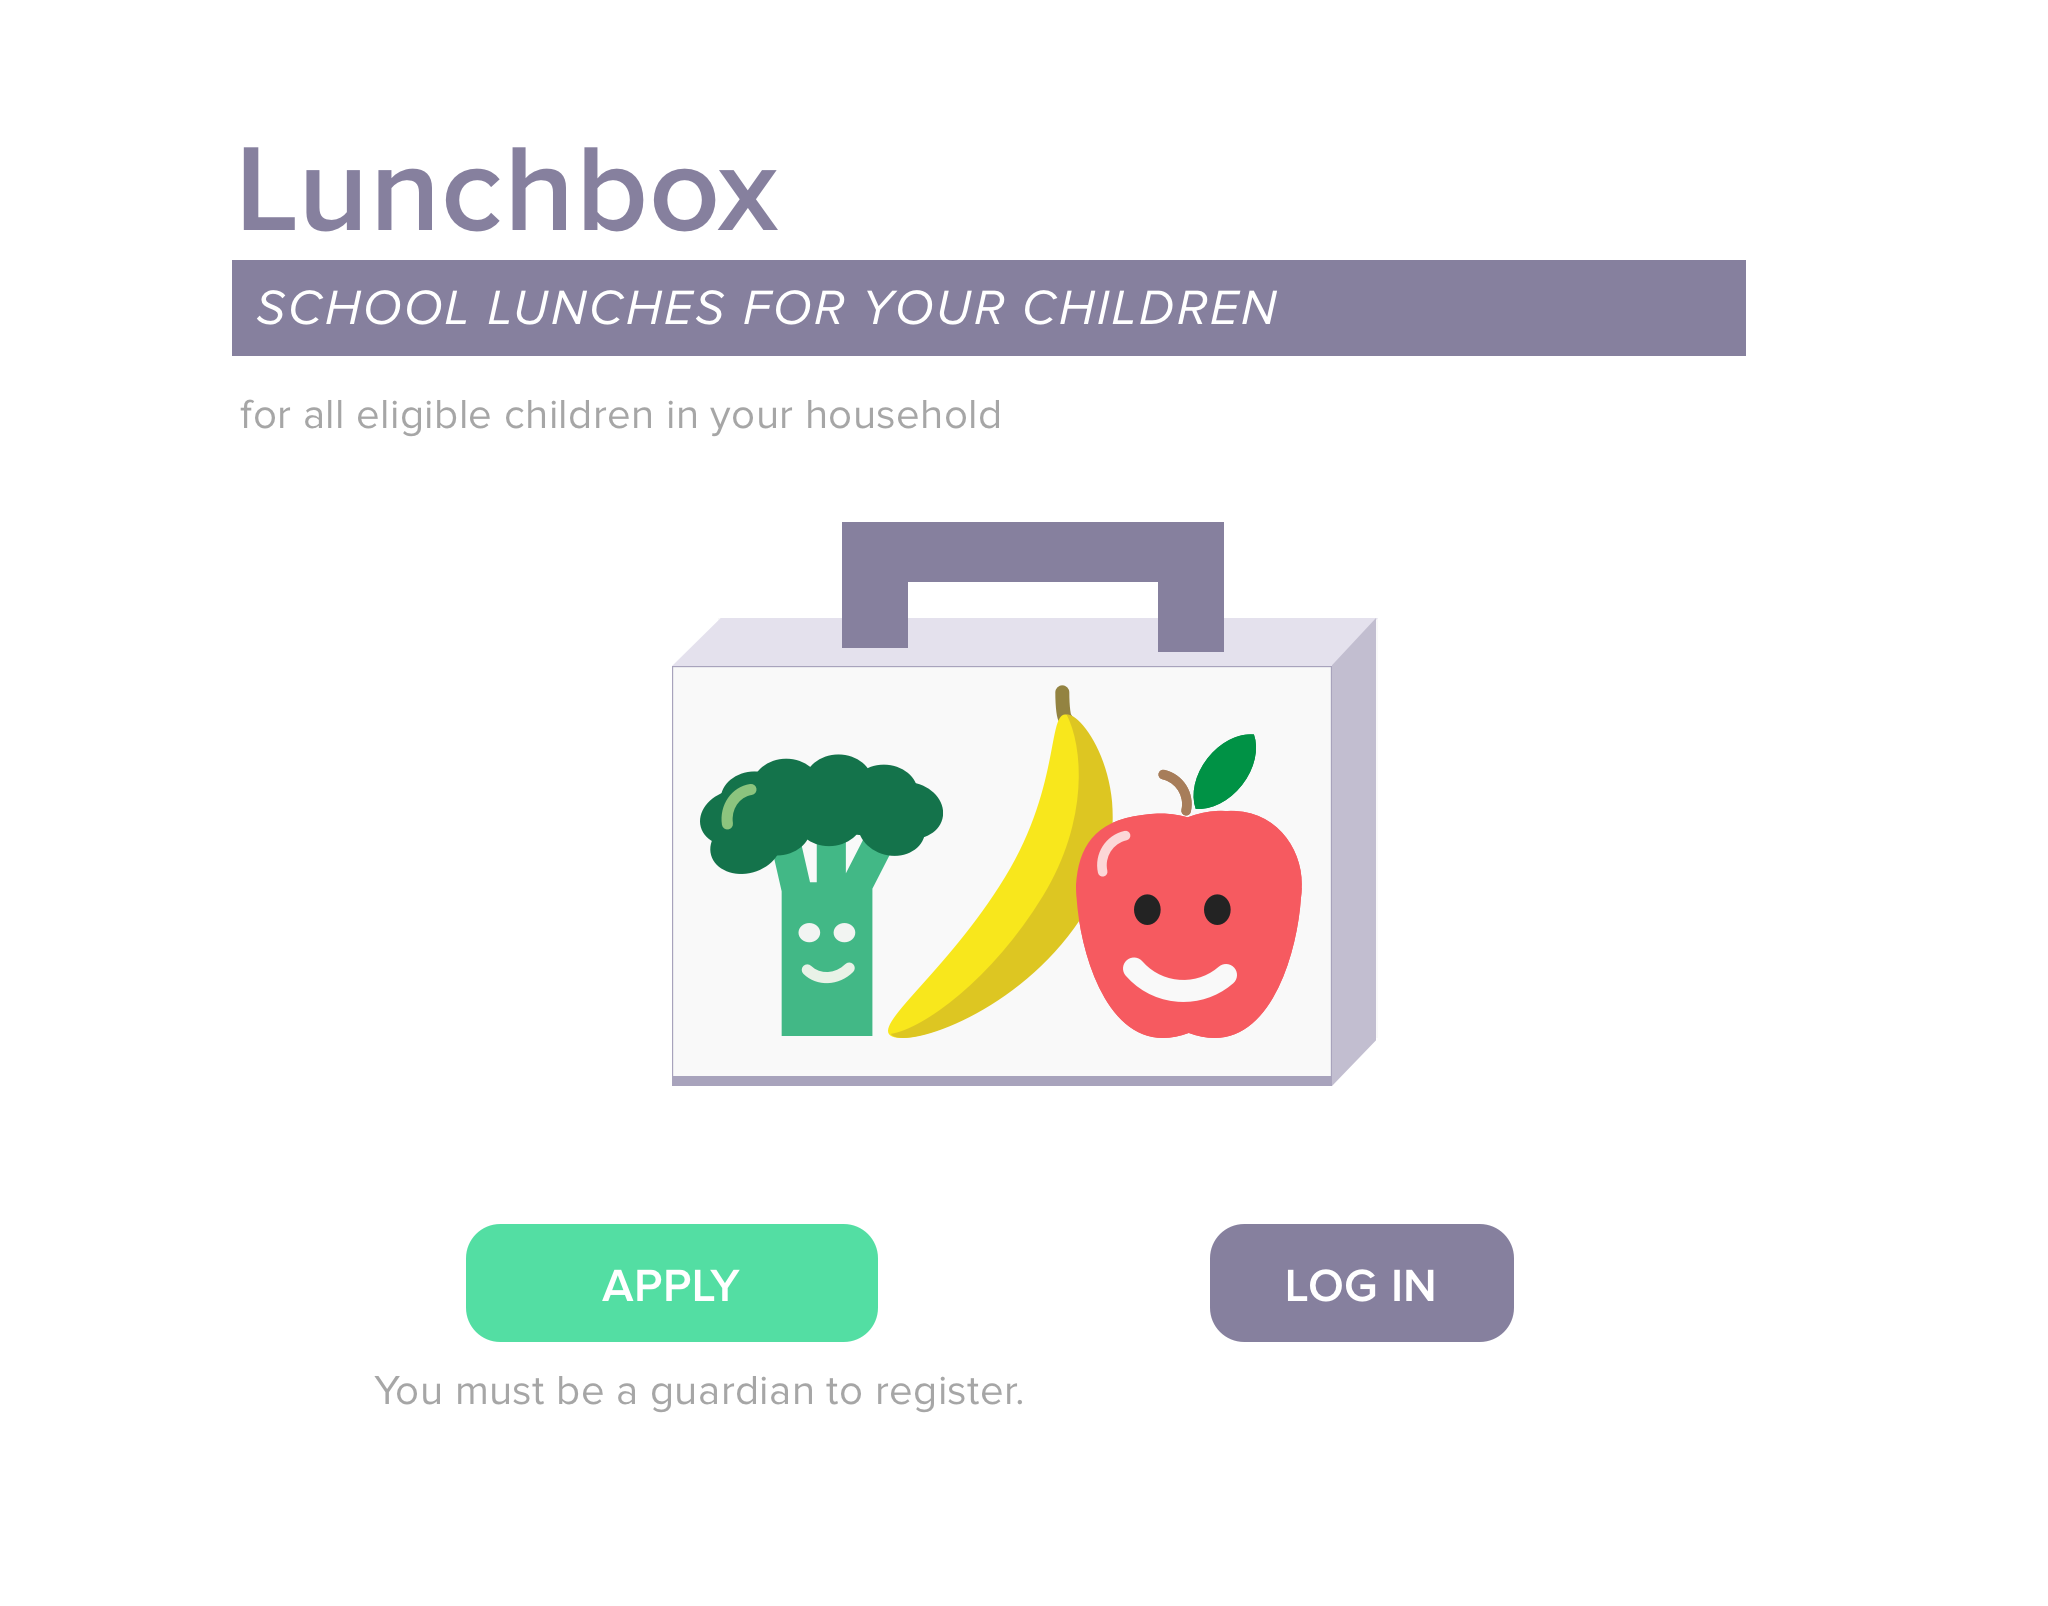 Lunchbox
SCHOOL LUNCHES FOR YOUR CHILDREN
for all eligible children in your household
APPLY
LOG IN
You must be a guardian to register.